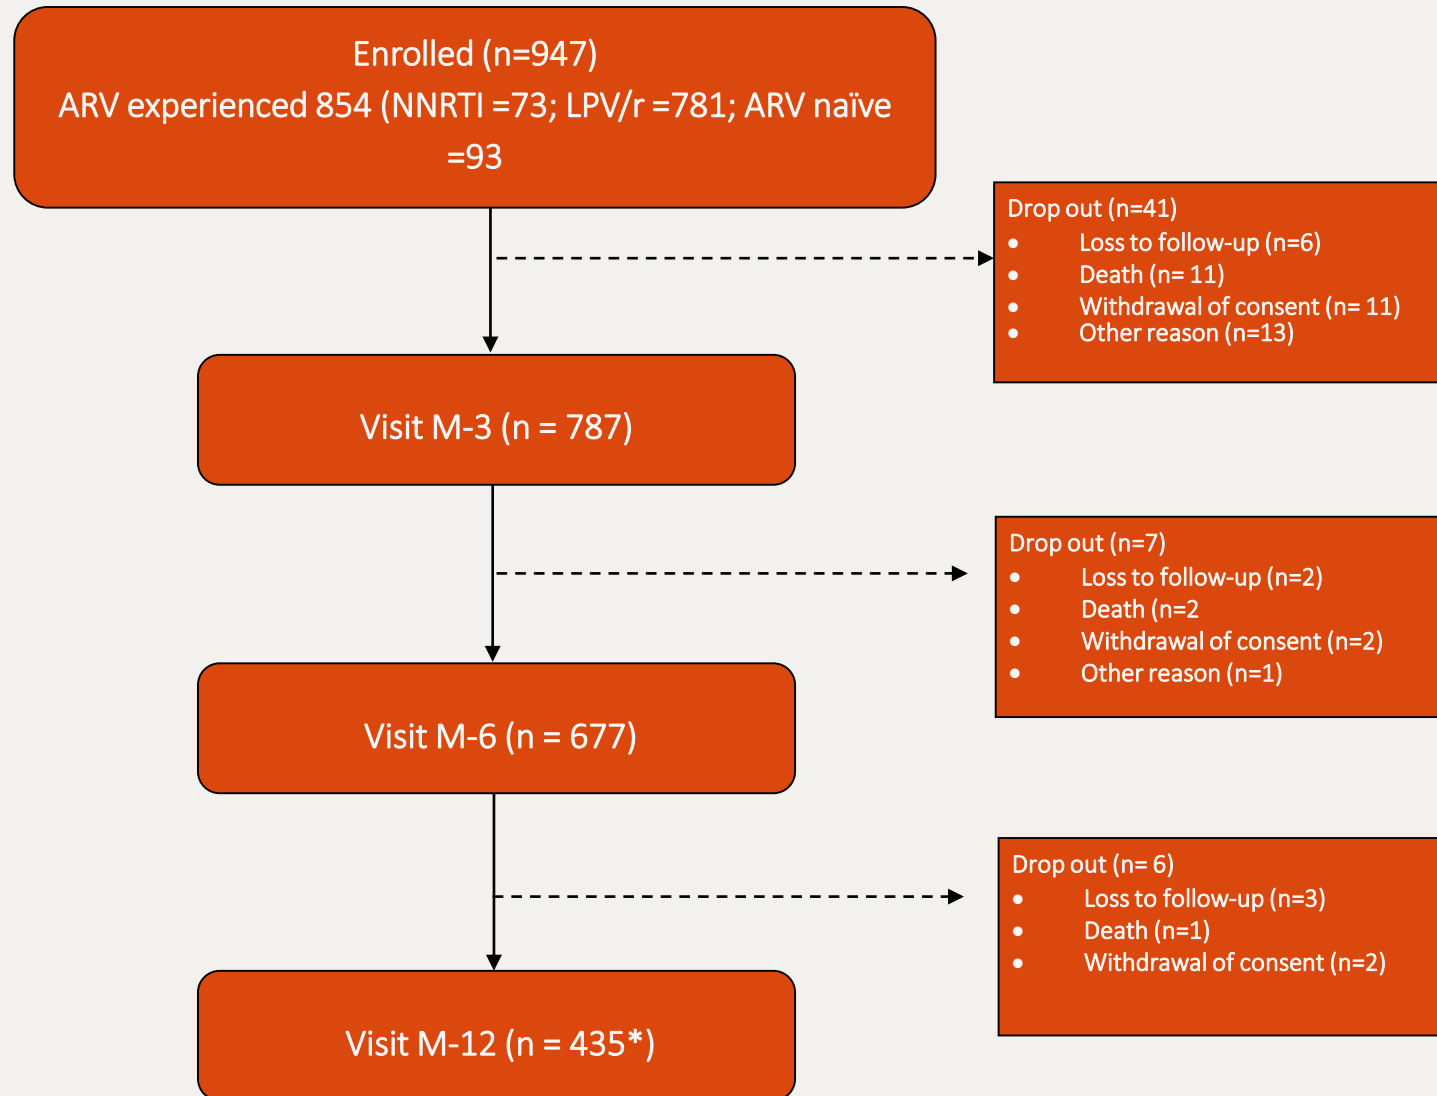 Enrolled (n=947)
ARV experienced 854 (NNRTI =73; LPV/r =781; ARV naïve
=93
Drop out (n=41)
• Loss to follow-up (n=6)
• Death (n= 11)
• Withdrawal of consent (n= 11)
• Other reason (n=13)
Visit M-3 (n = 787)
Drop out (n=7)
• Loss to follow-up (n=2)
• Death (n=2
• Withdrawal of consent (n=2)
• Other reason (n=1)
Visit M-6 (n = 677)
Drop out (n= 6)
• Loss to follow-up (n=3)
• Death (n=1)
• Withdrawal of consent (n=2)
Visit M-12 (n = 435*)